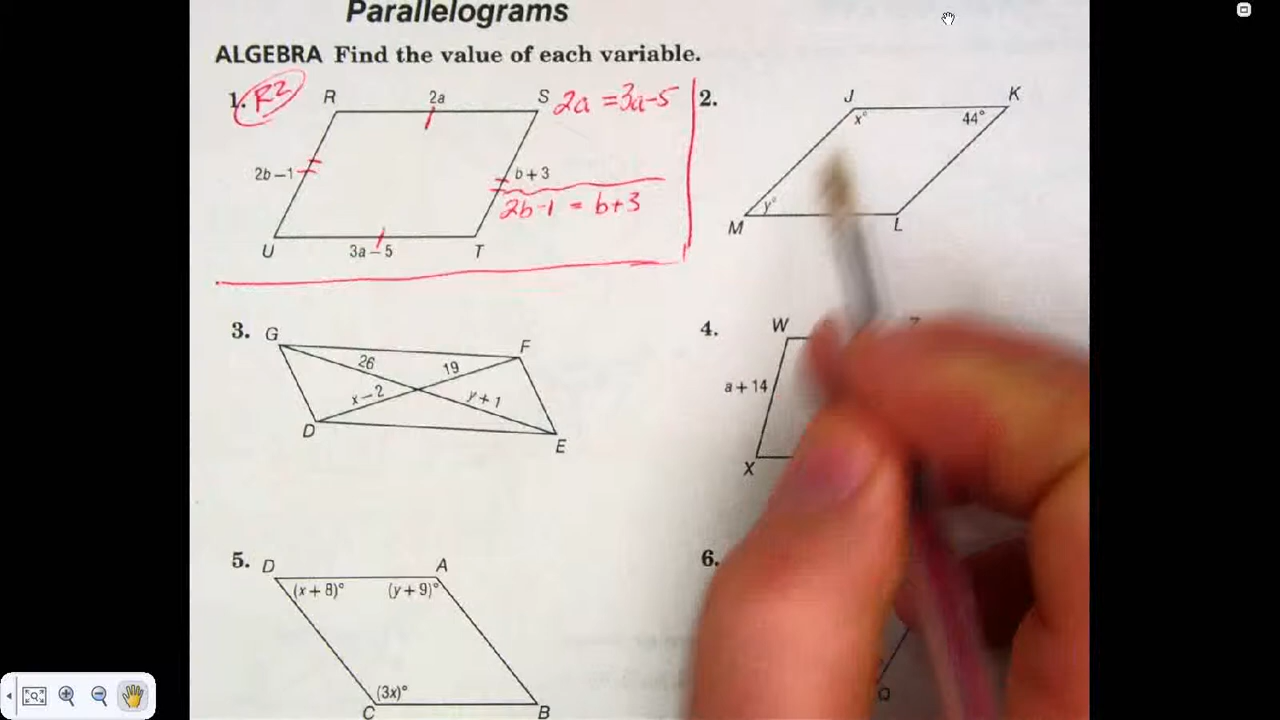 Parallelograms
ALGEBRA Find the value of each variable.
1. R2
R 2a S 2a = 3a-5
2b - 1
b + 3
2b-1 = b+3
U 3a - 5 T
2.
J K
x° 44°
y°
M L
3. G F
26 19
x - 2 y + 1
D E
4. W
a + 14
X
5. D A
(x + 8)° (y + 9)°
(3x)°
C B
6.